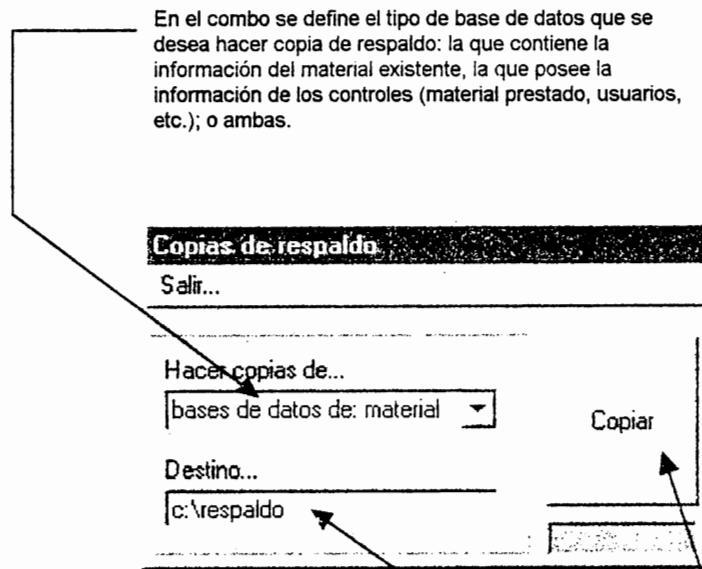 En el combo se define el tipo de base de datos que se
desea hacer copia de respaldo: la que contiene la
información del material existente, la que posee la
información de los controles (material prestado, usuarios,
etc.); o ambas.
Copias de respaldo
Salir...
Hacer copias de...
bases de datos de: material
Copiar
Destino...
c:\respaldo